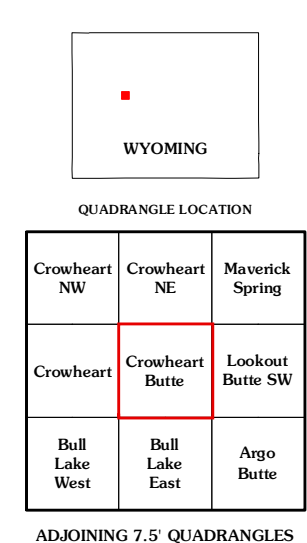 WYOMING
QUADRANGLE LOCATION
Crowheart
NW
Crowheart
NE
Maverick
Spring
Crowheart
Crowheart
Butte
Lookout
Butte SW
Bull
Lake
West
Bull
Lake
East
Argo
Butte
ADJOINING 7.5' QUADRANGLES